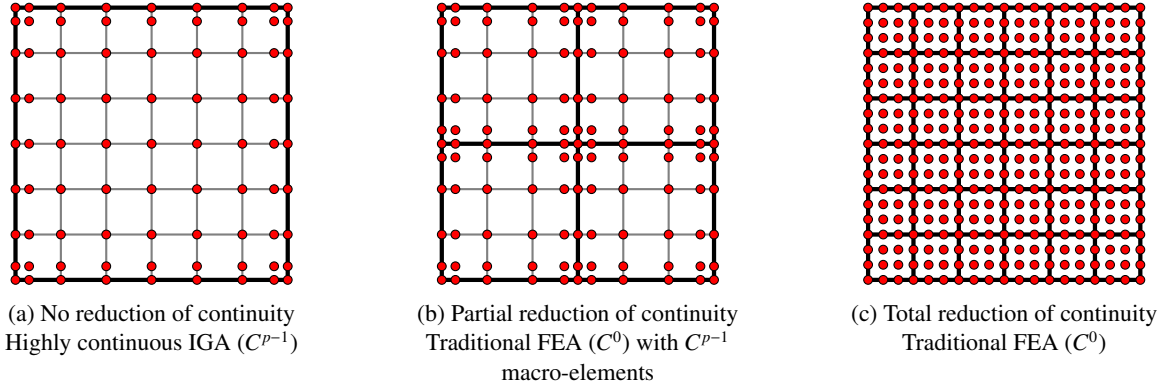 (a) No reduction of continuity
Highly continuous IGA (C^{p−1})
(b) Partial reduction of continuity
Traditional FEA (C^0) with C^{p−1}
macro-elements
(c) Total reduction of continuity
Traditional FEA (C^0)